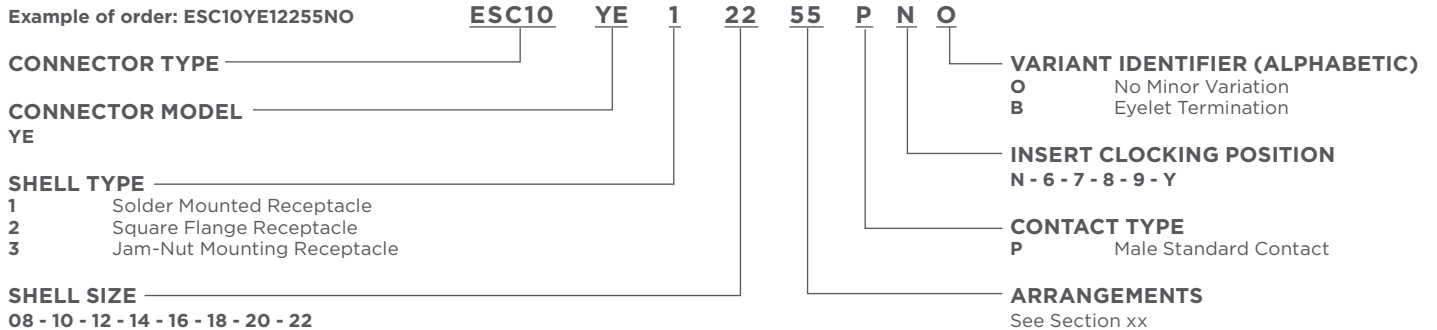 Example of order: ESC10YE12255NO
ESC10 YE 1 22 55 P N O
CONNECTOR TYPE
CONNECTOR MODEL
YE
SHELL TYPE
1 Solder Mounted Receptacle
2 Square Flange Receptacle
3 Jam-Nut Mounting Receptacle
SHELL SIZE
08 - 10 - 12 - 14 - 16 - 18 - 20 - 22
VARIANT IDENTIFIER (ALPHABETIC)
O No Minor Variation
B Eyelet Termination
INSERT CLOCKING POSITION
N - 6 - 7 - 8 - 9 - Y
CONTACT TYPE
P Male Standard Contact
ARRANGEMENTS
See Section xx